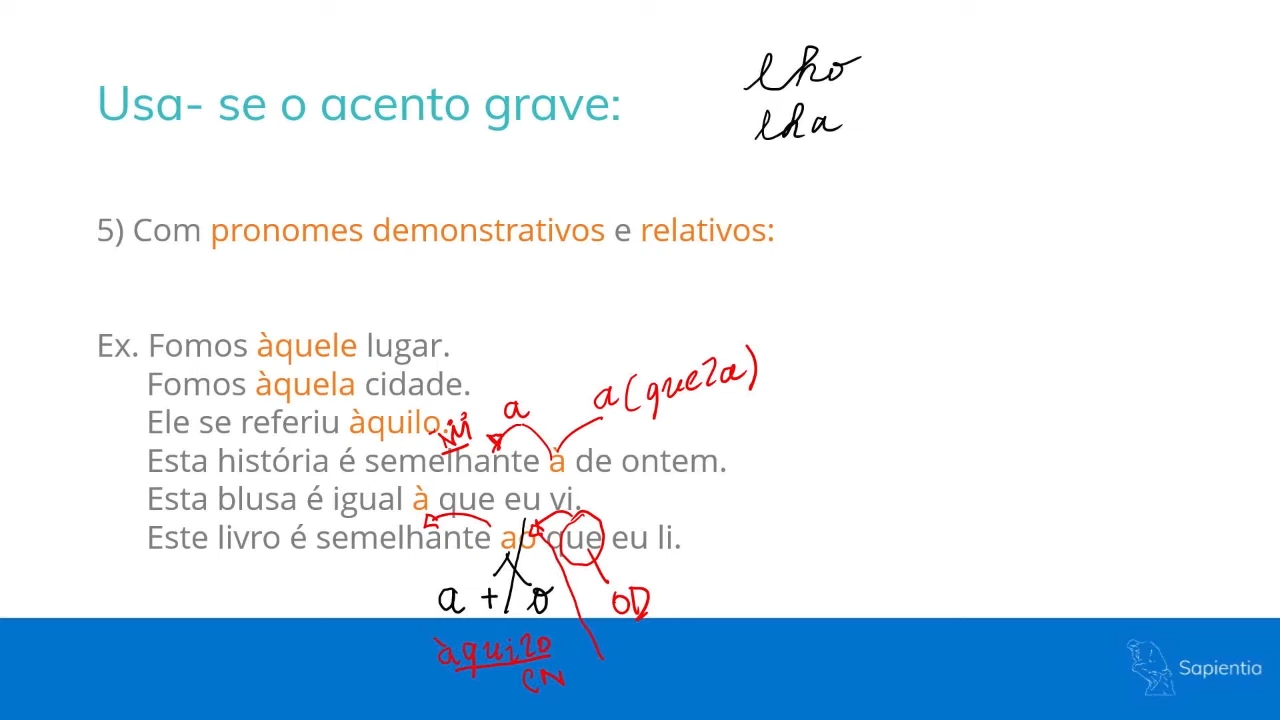 lho
Usa- se o acento grave:
lha
5) Com pronomes demonstrativos e relativos:
Ex. Fomos àquele lugar.
Fomos àquela cidade.
a(quela)
a
Ele se referiu àquilo.
Esta história é semelhante à de ontem.
Esta blusa é igual à que eu vi.
Este livro é semelhante ao que eu li.
a + o
OD
àquilo
CN
Sapientia